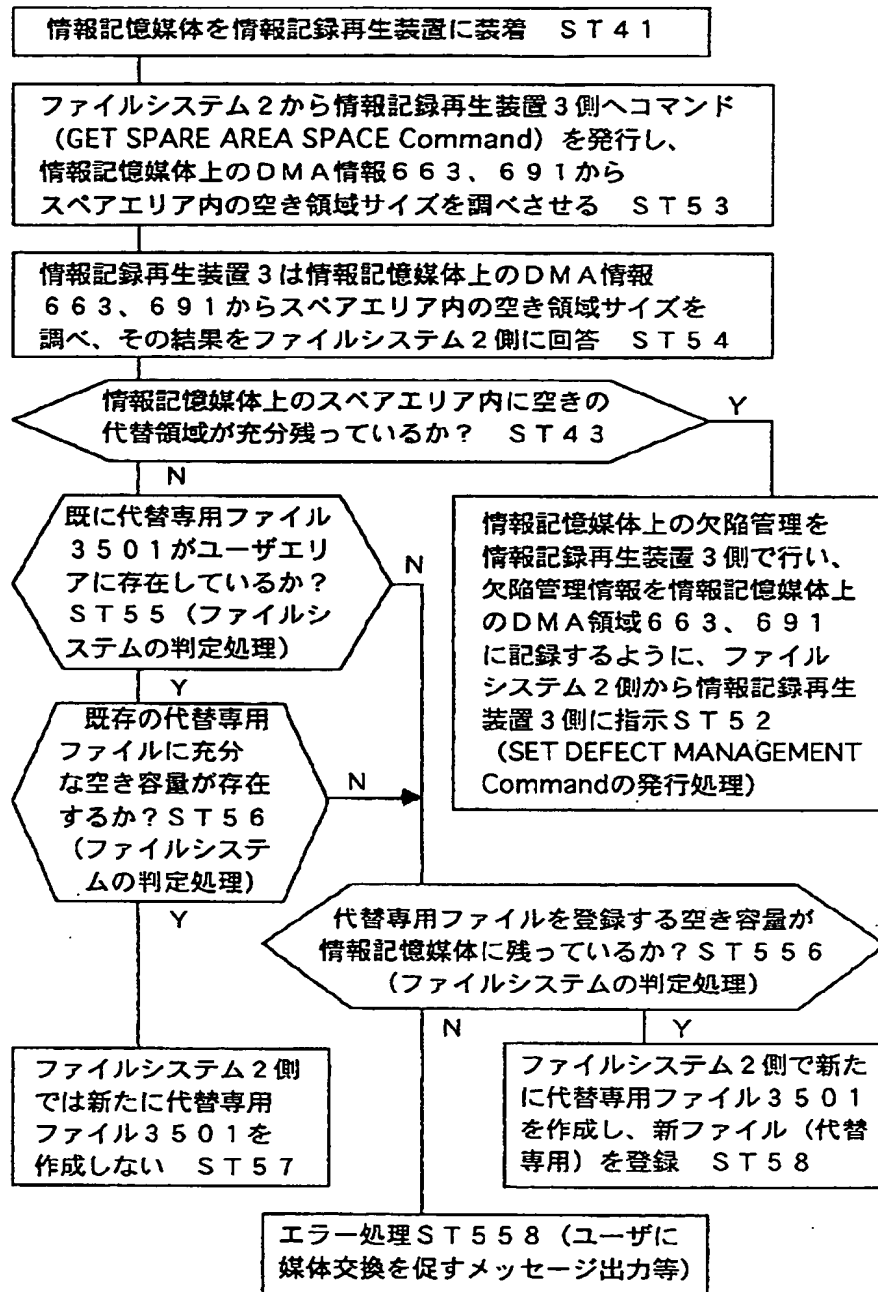 情報記憶媒体を情報記録再生装置に装着　ＳＴ４１
ファイルシステム２から情報記録再生装置３側へコマンド
（GET SPARE AREA SPACE Command）を発行し、
情報記憶媒体上のＤＭＡ情報６６３、６９１から
スペアエリア内の空き領域サイズを調べさせる　ＳＴ５３
情報記録再生装置３は情報記憶媒体上のＤＭＡ情報
６６３、６９１からスペアエリア内の空き領域サイズを
調べ、その結果をファイルシステム２側に回答　ＳＴ５４
情報記憶媒体上のスペアエリア内に空きの
代替領域が充分残っているか？　ＳＴ４３
Ｙ
Ｎ
既に代替専用ファイル
３５０１がユーザエリ
アに存在しているか？
ＳＴ５５（ファイルシ
ステムの判定処理）
Ｎ
Ｙ
情報記憶媒体上の欠陥管理を
情報記録再生装置３側で行い、
欠陥管理情報を情報記憶媒体上
のＤＭＡ領域６６３、６９１
に記録するように、ファイル
システム２側から情報記録再生
装置３側に指示ＳＴ５２
（SET DEFECT MANAGEMENT
Commandの発行処理）
既存の代替専用
ファイルに充分
な空き容量が存在
するか？ＳＴ５６
（ファイルシステ
ムの判定処理）
Ｎ
Ｙ
代替専用ファイルを登録する空き容量が
情報記憶媒体に残っているか？ＳＴ５５６
（ファイルシステムの判定処理）
Ｎ
Ｙ
ファイルシステム２側
では新たに代替専用
ファイル３５０１を
作成しない　ＳＴ５７
ファイルシステム２側で新た
に代替専用ファイル３５０１
を作成し、新ファイル（代替
専用）を登録　ＳＴ５８
エラー処理ＳＴ５５８（ユーザに
媒体交換を促すメッセージ出力等）